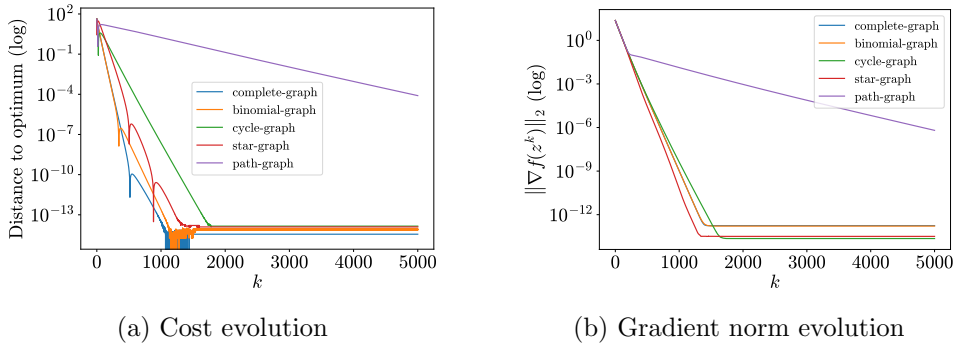 Distance to optimum (log)
10^2
10^{-1}
10^{-4}
10^{-7}
10^{-10}
10^{-13}
complete-graph
binomial-graph
cycle-graph
star-graph
path-graph
0 1000 2000 3000 4000 5000
k
(a) Cost evolution
||∇f(z^k)||_2 (log)
10^0
10^{-3}
10^{-6}
10^{-9}
10^{-12}
complete-graph
binomial-graph
cycle-graph
star-graph
path-graph
0 1000 2000 3000 4000 5000
k
(b) Gradient norm evolution